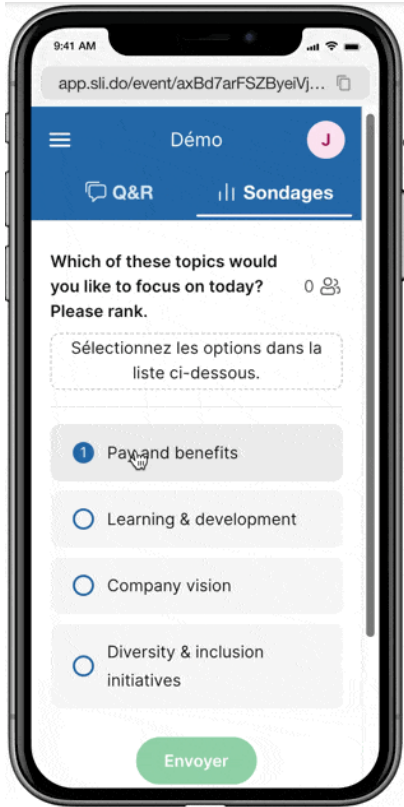 9:41 AM
app.sli.do/event/axBd7arFSZByeiVj...
Démo
J
Q&R
Sondages
Which of these topics would
you like to focus on today?
Please rank.
0
Sélectionnez les options dans la
liste ci-dessous.
1 Pay and benefits
Learning & development
Company vision
Diversity & inclusion
initiatives
Envoyer